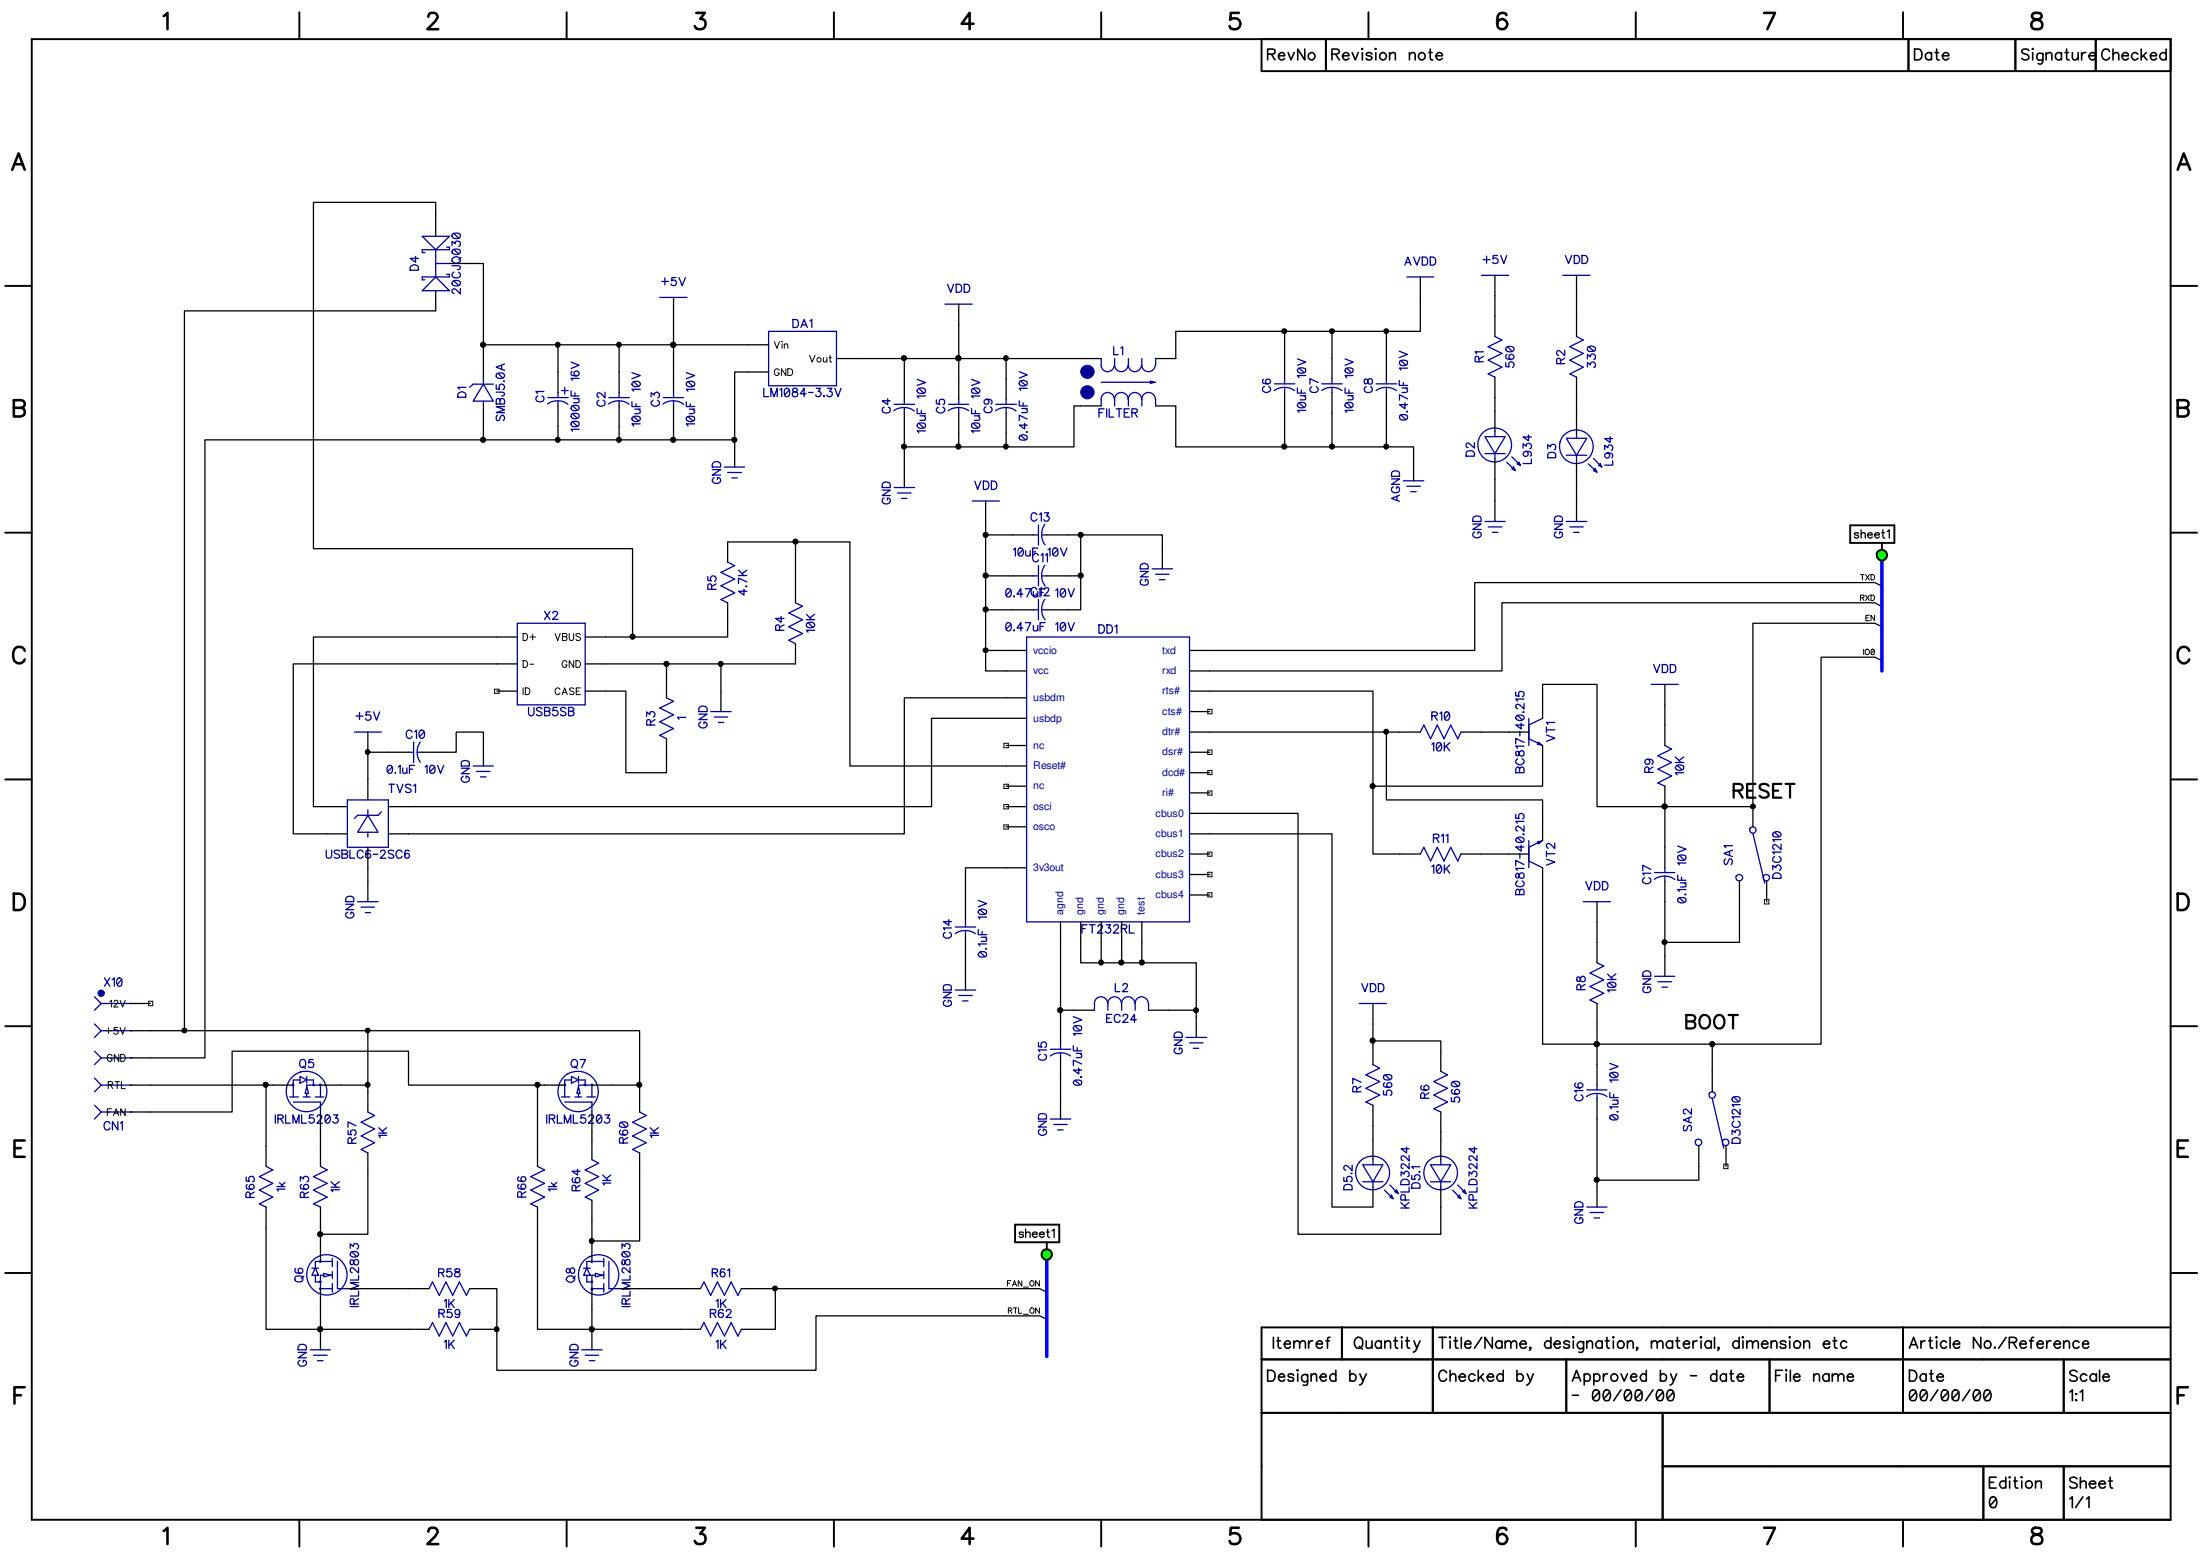 1 2 3 4 5 6 7 8
RevNo Revision note Date Signature Checked
A A
D4
20CJQ030
+5V
VDD
AVDD
+5V
VDD
DA1
Vin
Vout
GND
LM1084-3.3V
D1
SMBJ5.0A
C1
1000uF 16V
+
C2
10uF 10V
C3
10uF 10V
GND
C4
10uF 10V
C5
10uF 10V
C9
0.47uF 10V
GND
L1
FILTER
C6
10uF 10V
C7
10uF 10V
C8
0.47uF 10V
AGND
R1
560
R2
330
D2
L934
D3
L934
GND
GND
B B
VDD
C13
10uF 10V
C11
0.47uF 10V
C12
0.47uF 10V
GND
sheet1
TXD
RXD
EN
IO0
R5
4.7K
R4
10K
X2
D+ VBUS
D- GND
ID CASE
USB5SB
R3
1
GND
C C
+5V
C10
0.1uF 10V
GND
TVS1
USBLC6-2SC6
GND
DD1
vccio
vcc
usbdm
usbdp
nc
Reset#
nc
osci
osco
3v3out
txd
rxd
rts#
cts#
dtr#
dsr#
dcd#
ri#
cbus0
cbus1
cbus2
cbus3
cbus4
agnd
gnd
gnd
gnd
test
FT232RL
R10
10K
BC817-40.215
VT1
R11
10K
BC817-40.215
VT2
VDD
R9
10K
RESET
SA1
D3C1210
C17
0.1uF 10V
GND
VDD
R8
10K
BOOT
SA2
D3C1210
C16
0.1uF 10V
GND
D D
C14
0.1uF 10V
GND
L2
EC24
GND
C15
0.47uF 10V
GND
VDD
R7
560
R6
560
D5.2
KPLD3224
D5.1
KPLD3224
X10
12V
+5V
GND
RTL
FAN
CN1
Q5
IRLML5203
R57
1K
R65
1k
R63
1K
Q6
IRLML2803
R58
1K
R59
1K
GND
Q7
IRLML5203
R60
1K
R66
1k
R64
1K
Q8
IRLML2803
R61
1K
R62
1K
GND
E E
sheet1
FAN_ON
RTL_ON
F F
Itemref Quantity Title/Name, designation, material, dimension etc Article No./Reference
Designed by Checked by Approved by - date File name Date Scale
- 00/00/00 00/00/00 1:1
Edition Sheet
0 1/1
1 2 3 4 5 6 7 8